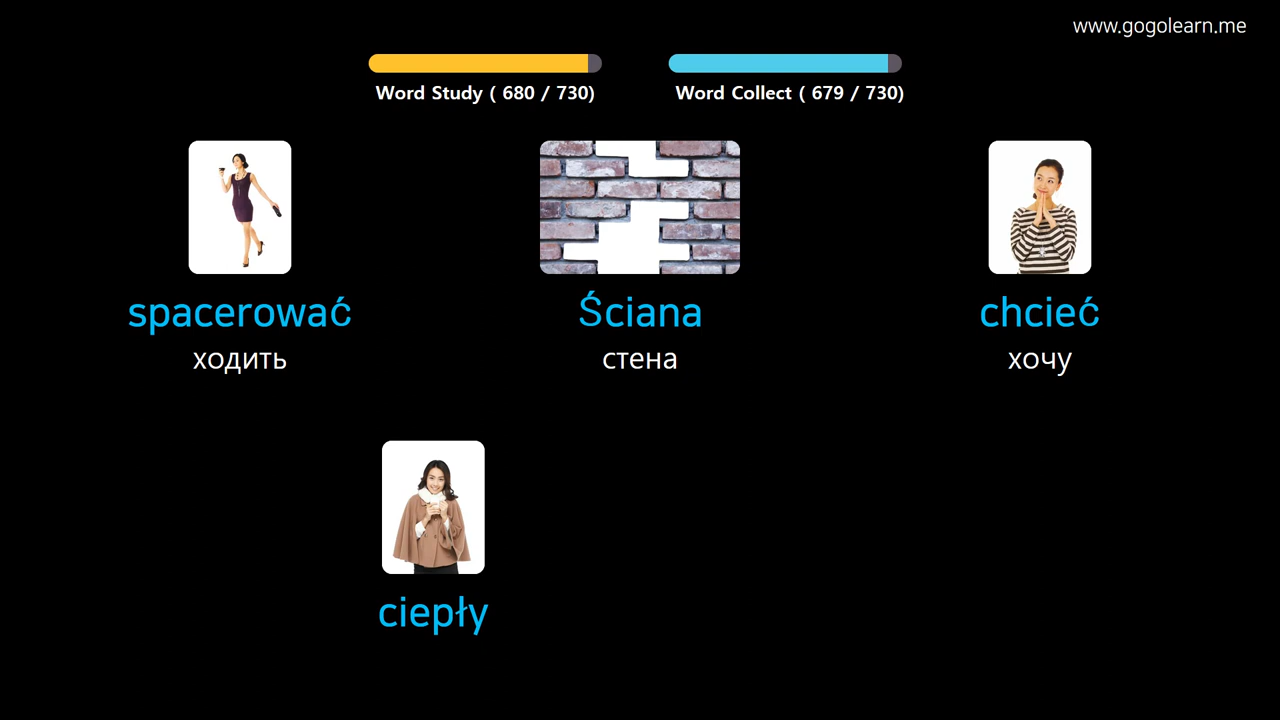 www.gogolearn.me
Word Study ( 680 / 730)
Word Collect ( 679 / 730)
spacerować
ходить
Ściana
стена
chcieć
хочу
ciepły